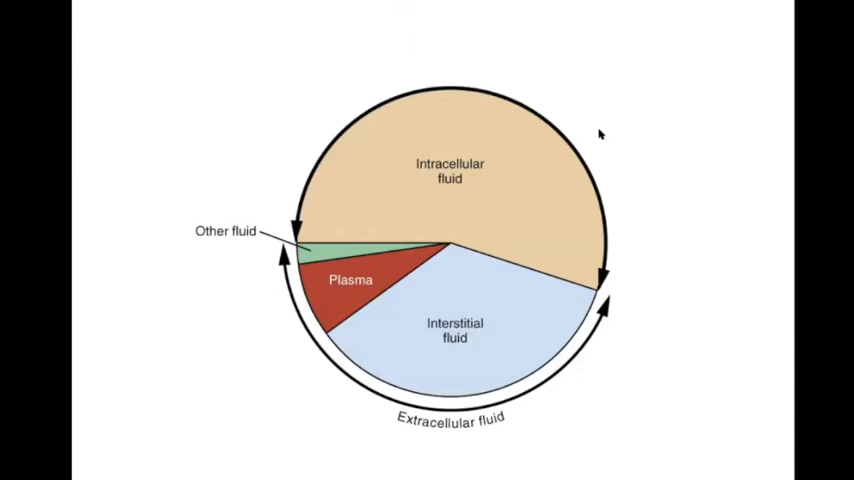 Intracellular
fluid
Other fluid
Plasma
Interstitial
fluid
Extracellular fluid